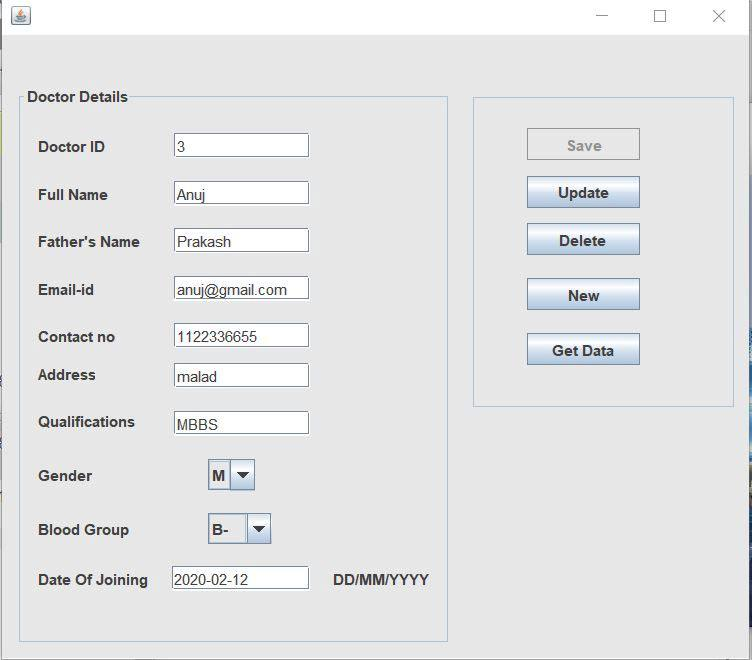 Doctor Details
Doctor ID 3
Full Name Anuj
Father's Name Prakash
Email-id anuj@gmail.com
Contact no 1122336655
Address malad
Qualifications MBBS
Gender M
Blood Group B-
Date Of Joining 2020-02-12 DD/MM/YYYY
Save
Update
Delete
New
Get Data